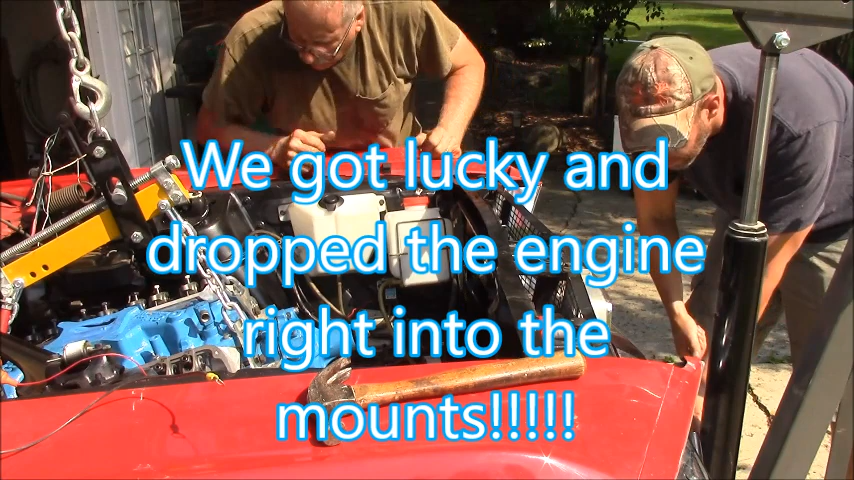 We got lucky and
dropped the engine
right into the
mounts!!!!!